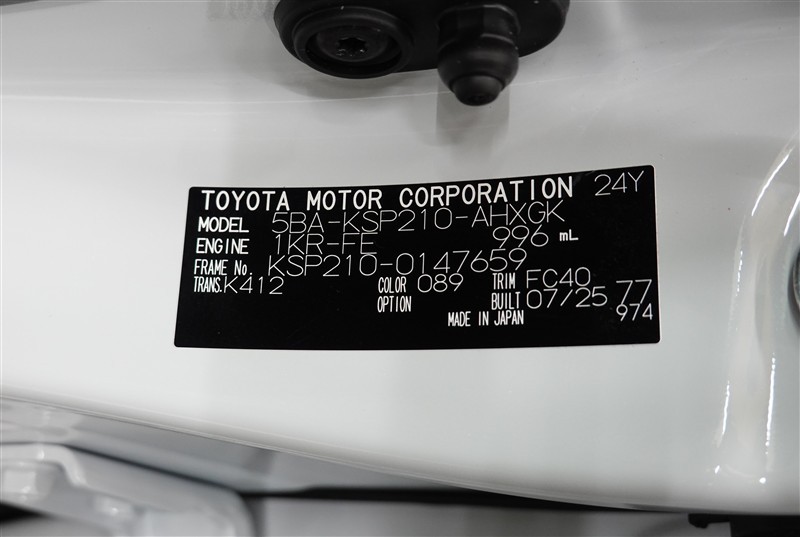 TOYOTA MOTOR CORPORATION 24Y
MODEL 5BA-KSP210-AHXGK
ENGINE 1KR-FE 996 mL
FRAME No. KSP210-0147659
TRANS. K412 COLOR 089 TRIM FC40
OPTION BUILT 07/25 77
MADE IN JAPAN 974